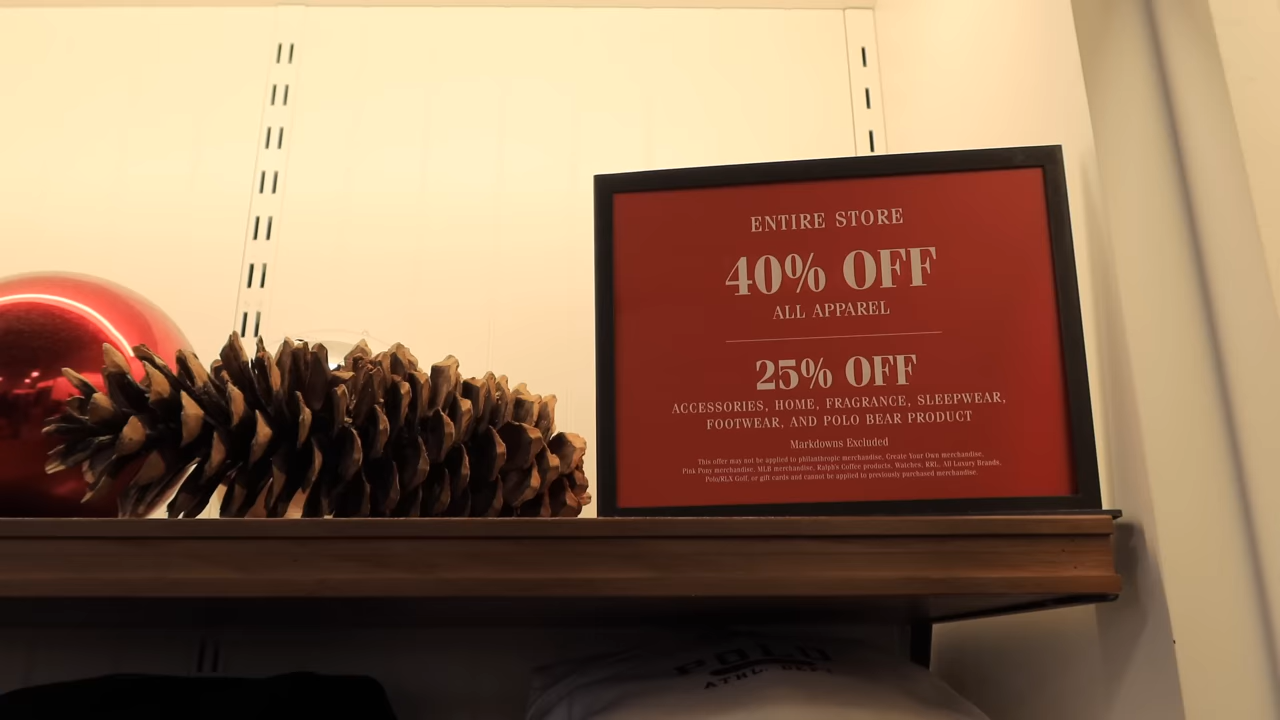 ENTIRE STORE
40% OFF
ALL APPAREL
25% OFF
ACCESSORIES, HOME, FRAGRANCE, SLEEPWEAR,
FOOTWEAR, AND POLO BEAR PRODUCT
Markdowns Excluded
This offer may not be applied to philanthropic merchandise, Create Your Own merchandise,
Pink Pony merchandise, MLB merchandise, Ralph's Coffee products, Watches, RRL, All Luxury Brands,
Polo/RLX Golf, or gift cards and cannot be applied to previously purchased merchandise.
POLO
ATHL. DEPT